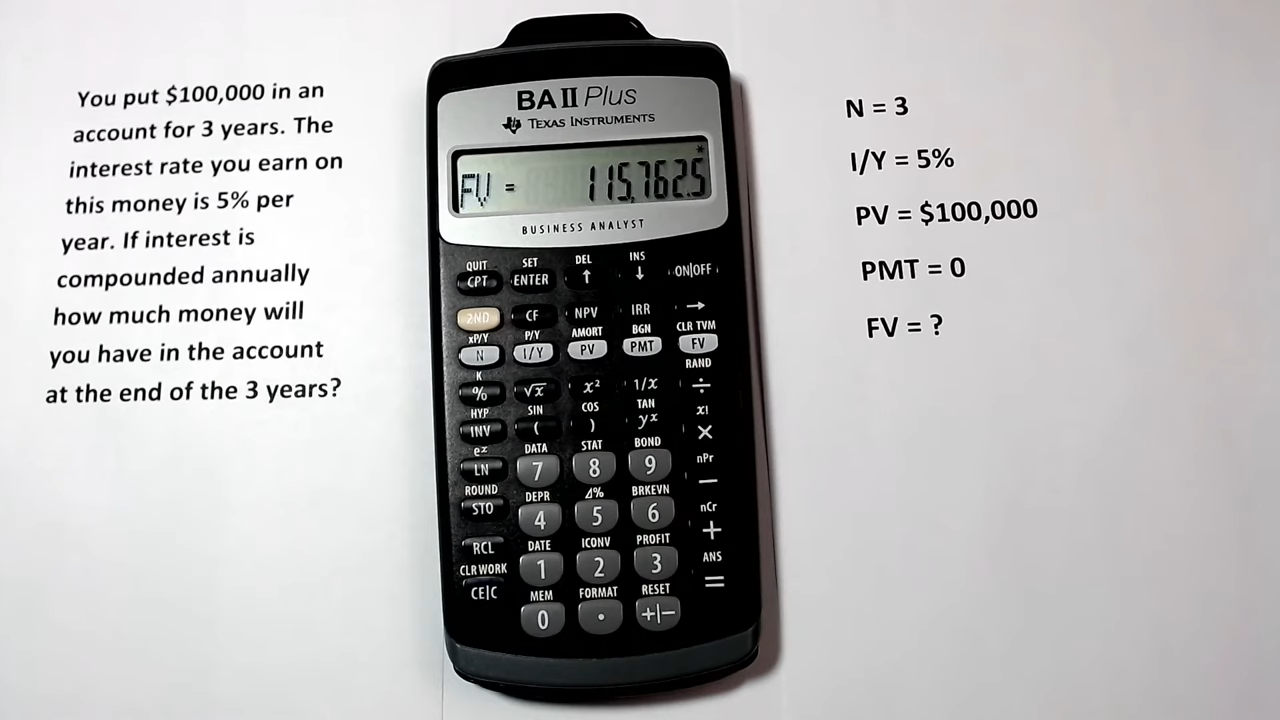 You put $100,000 in an
account for 3 years. The
interest rate you earn on
this money is 5% per
year. If interest is
compounded annually
how much money will
you have in the account
at the end of the 3 years?
BA II Plus
TEXAS INSTRUMENTS
FV = 115,762.5
BUSINESS ANALYST
QUIT SET DEL INS
CPT ENTER ↑ ↓ ON|OFF
2ND CF NPV IRR →
xP/Y P/Y AMORT BGN CLR TVM
N I/Y PV PMT FV
K RAND
% √x x² 1/x ÷
HYP SIN COS TAN x!
INV ( ) yˣ ×
eˣ DATA STAT BOND nPr
LN 7 8 9 −
ROUND DEPR Δ% BRKEVN nCr
STO 4 5 6 +
DATE ICONV PROFIT ANS
RCL 1 2 3 =
CLR WORK MEM FORMAT RESET
CE|C 0 . +|−
N = 3
I/Y = 5%
PV = $100,000
PMT = 0
FV = ?